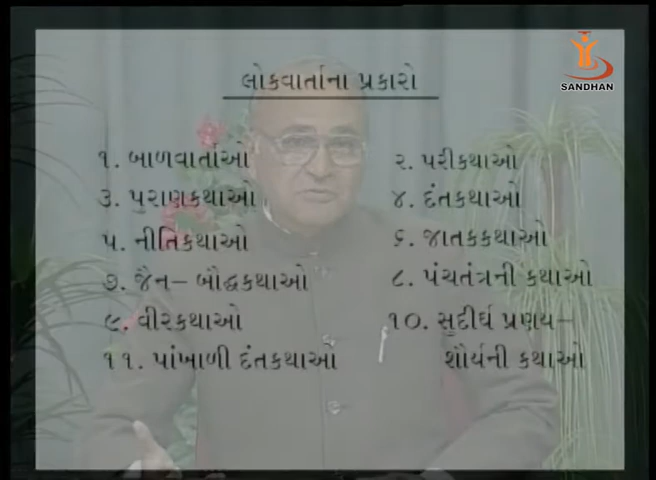 લોકવાર્તાના પ્રકારો
SANDHAN
૧. બાળવાર્તાઓ ૨. પરીકથાઓ
૩. પુરાણકથાઓ ૪. દંતકથાઓ
૫. નીતિકથાઓ ૬. જાતકકથાઓ
૭. જૈન– બૌદ્ધકથાઓ ૮. પંચતંત્રની કથાઓ
૯. વીરકથાઓ ૧૦. સુદીર્ઘ પ્રણય–
૧૧. પાંખાળી દંતકથાઓ શૌર્યની કથાઓ